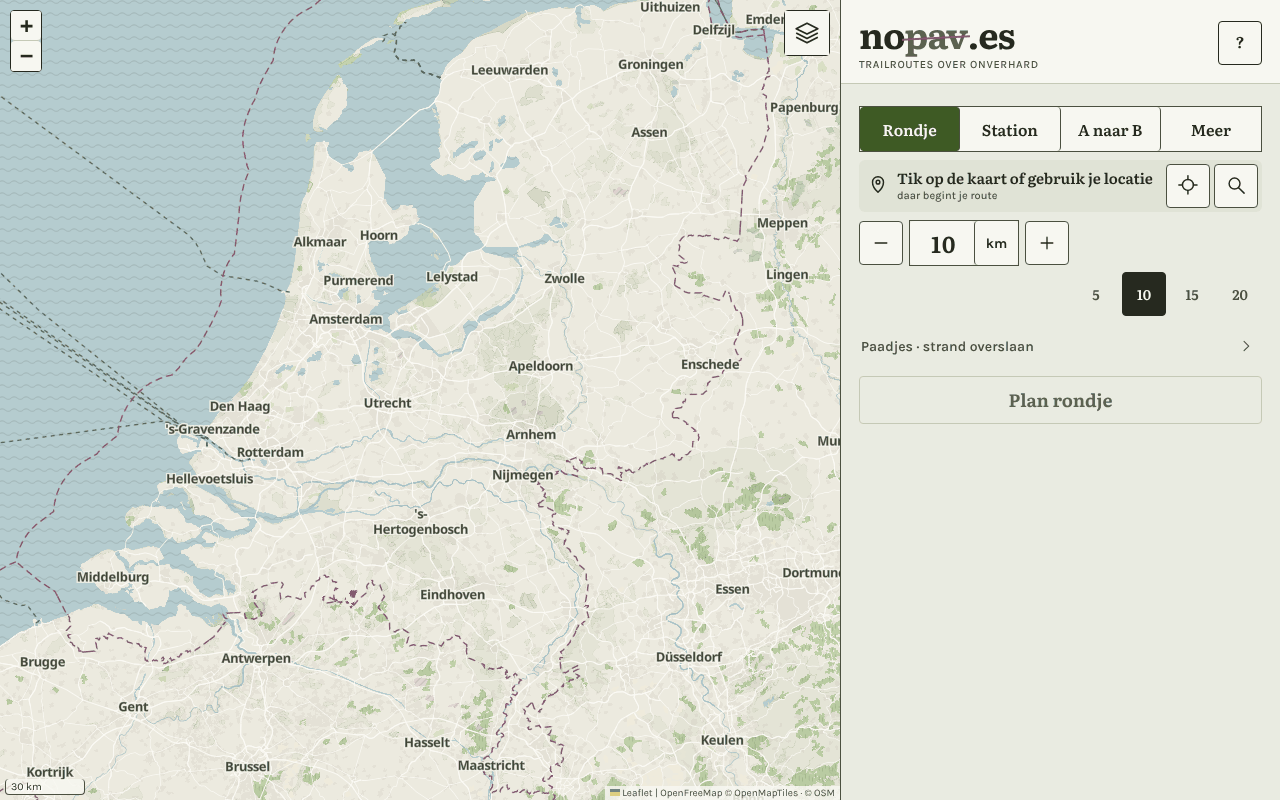 +
−
Uithuizen
Emder
Delfzijl
Leeuwarden
Groningen
Papenburg
Assen
Meppen
Alkmaar
Hoorn
Purmerend
Lelystad
Zwolle
Lingen
Amsterdam
Apeldoorn
Enschede
Den Haag
Utrecht
's-Gravenzande
Arnhem
Mun
Rotterdam
Hellevoetsluis
Nijmegen
's-
Hertogenbosch
Middelburg
Dortmund
Eindhoven
Essen
Brugge
Antwerpen
Düsseldorf
Gent
Hasselt
Keulen
Kortrijk
Brussel
Maastricht
30 km
Leaflet | OpenFreeMap © OpenMapTiles · © OSM
nopav.es
TRAILROUTES OVER ONVERHARD
?
Rondje Station A naar B Meer
Tik op de kaart of gebruik je locatie
daar begint je route
− 10 km +
5 10 15 20
Paadjes · strand overslaan
Plan rondje